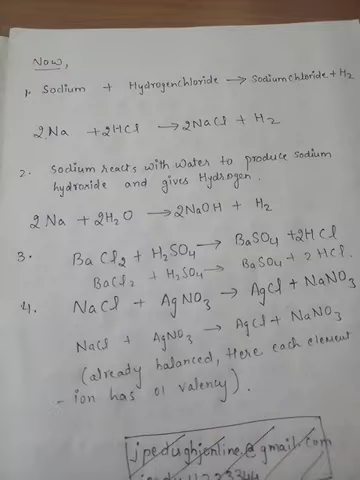 Now,
1. Sodium + Hydrogenchloride → Sodiumchloride + H2
2Na + 2HCl → 2NaCl + H2
2. Sodium reacts with water to produce sodium
hydroxide and gives Hydrogen.
2Na + 2H2O → 2NaOH + H2
3. BaCl2 + H2SO4 → BaSO4 + 2HCl
BaCl2 + H2SO4 → BaSO4 + 2HCl.
4. NaCl + AgNO3 → AgCl + NaNO3
NaCl + AgNO3 → AgCl + NaNO3
(already balanced, Here each element
-ion has 01 valency).
jpedughjonline@gmail.com